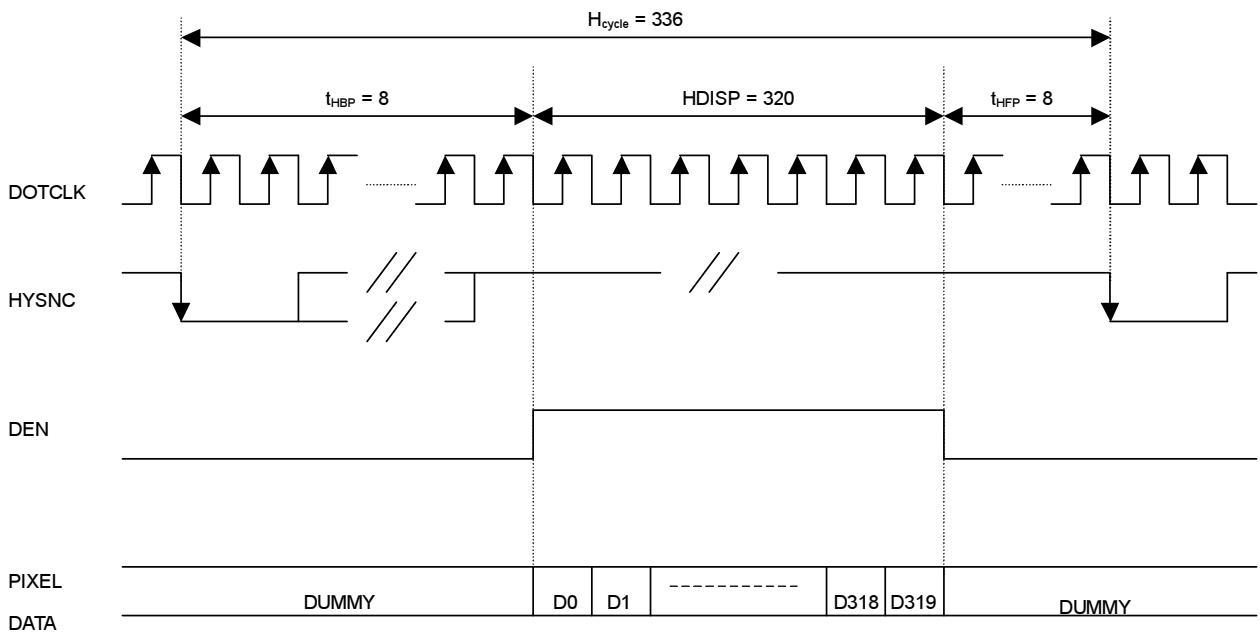 Hcycle = 336
tHBP = 8
HDISP = 320
tHFP = 8
DOTCLK
HYSNC
DEN
PIXEL
DATA
DUMMY
D0
D1
D318
D319
DUMMY